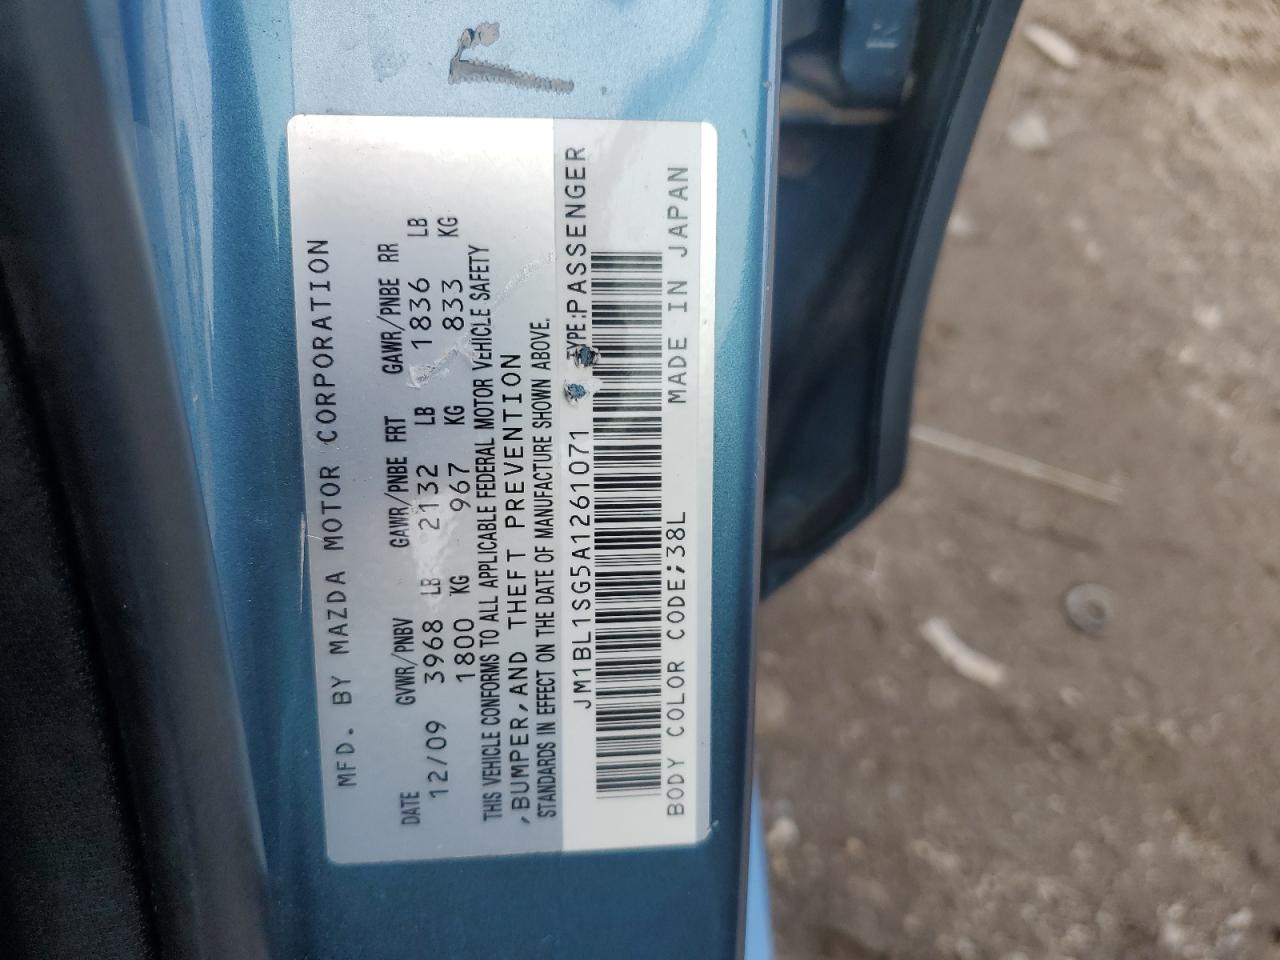 MFD. BY MAZDA MOTOR CORPORATION
DATE GVWR/PNBV GAWR/PNBE FRT GAWR/PNBE RR
12/09 3968 LB 2132 LB 1836 LB
1800 KG 967 KG 833 KG
THIS VEHICLE CONFORMS TO ALL APPLICABLE FEDERAL MOTOR VEHICLE SAFETY
, BUMPER, AND THEFT PREVENTION
STANDARDS IN EFFECT ON THE DATE OF MANUFACTURE SHOWN ABOVE.
JM1BL1SG5A1261071 TYPE:PASSENGER
BODY COLOR CODE;38L MADE IN JAPAN